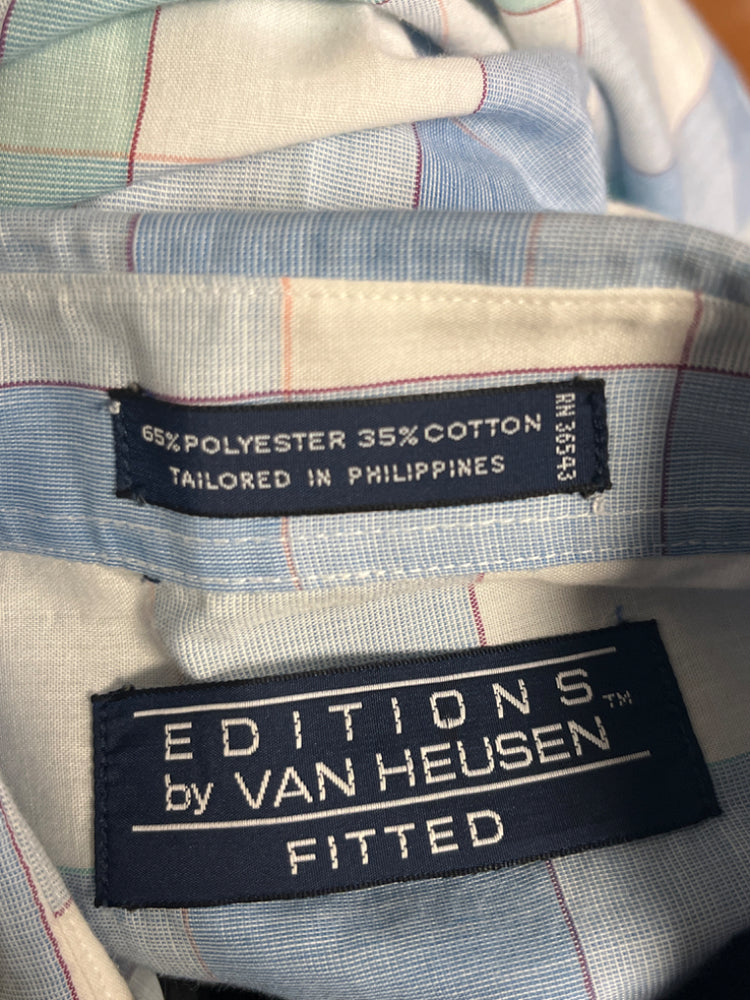 65% POLYESTER 35% COTTON
TAILORED IN PHILIPPINES
RN 36543
EDITIONS™
by VAN HEUSEN
FITTED